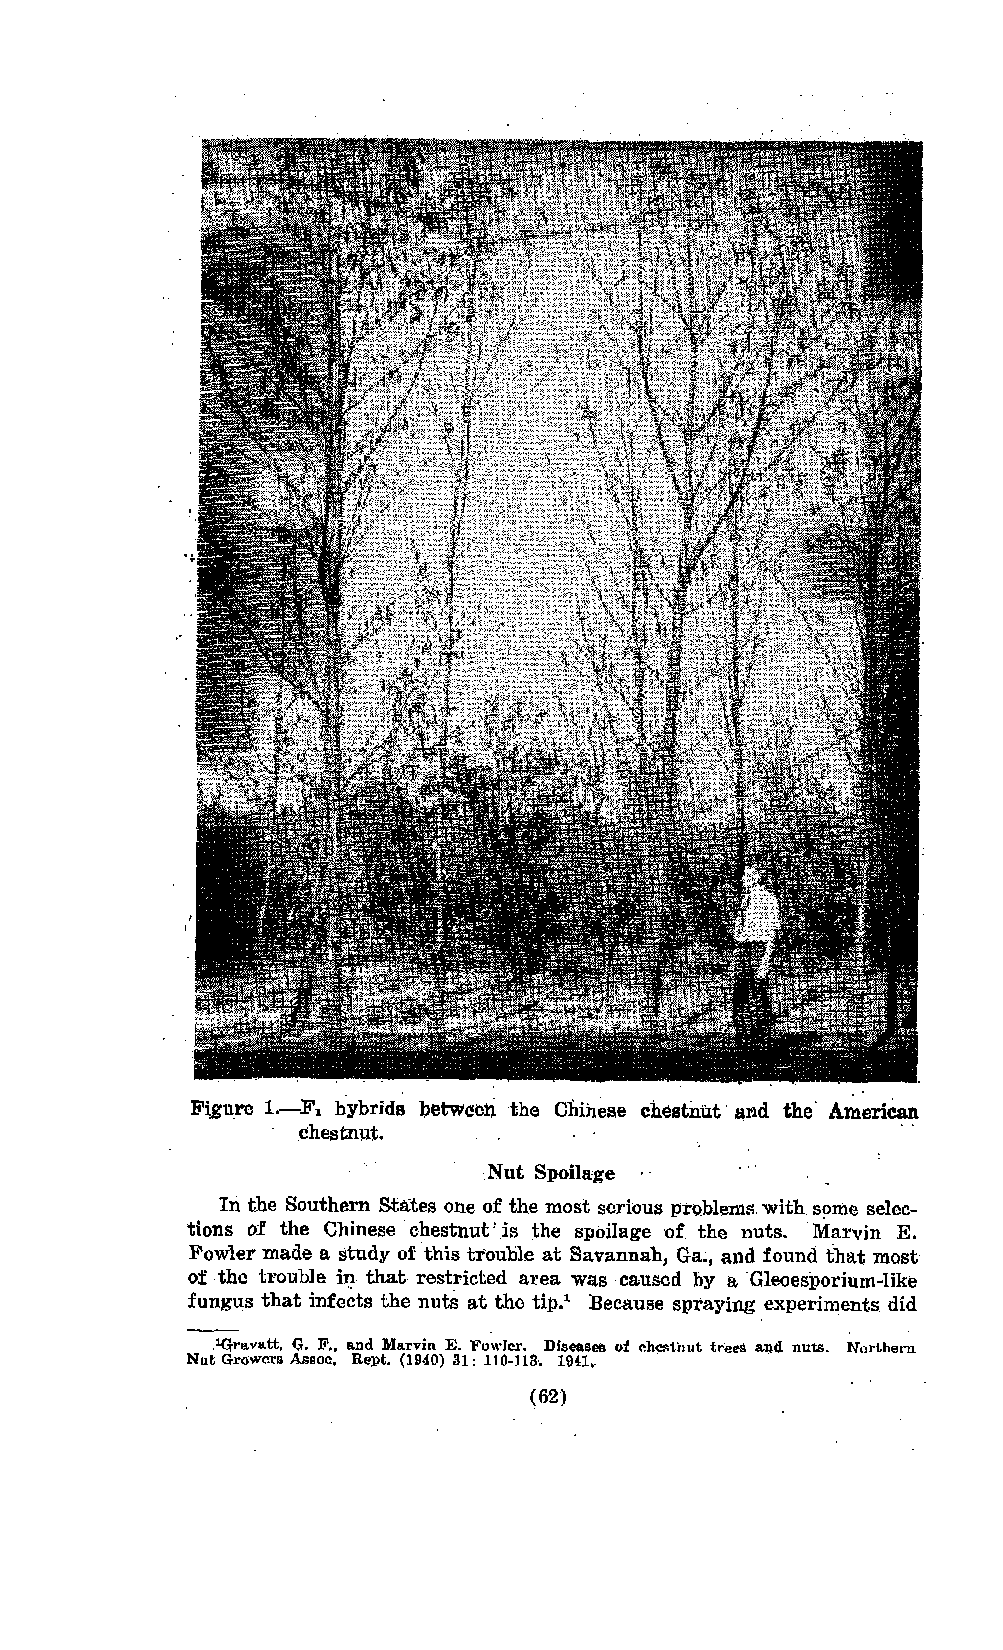 Figure 1.—F₁ hybrids between the Chinese chestnut and the American
chestnut.
Nut Spoilage
In the Southern States one of the most serious problems with some selec-
tions of the Chinese chestnut is the spoilage of the nuts. Marvin E.
Fowler made a study of this trouble at Savannah, Ga., and found that most
of the trouble in that restricted area was caused by a Gleoesporium-like
fungus that infects the nuts at the tip.¹ Because spraying experiments did
¹Gravatt, G. F., and Marvin E. Fowler. Diseases of chestnut trees and nuts. Northern
Nut Growers Assoc. Rept. (1940) 31: 110-113. 1941.
(62)